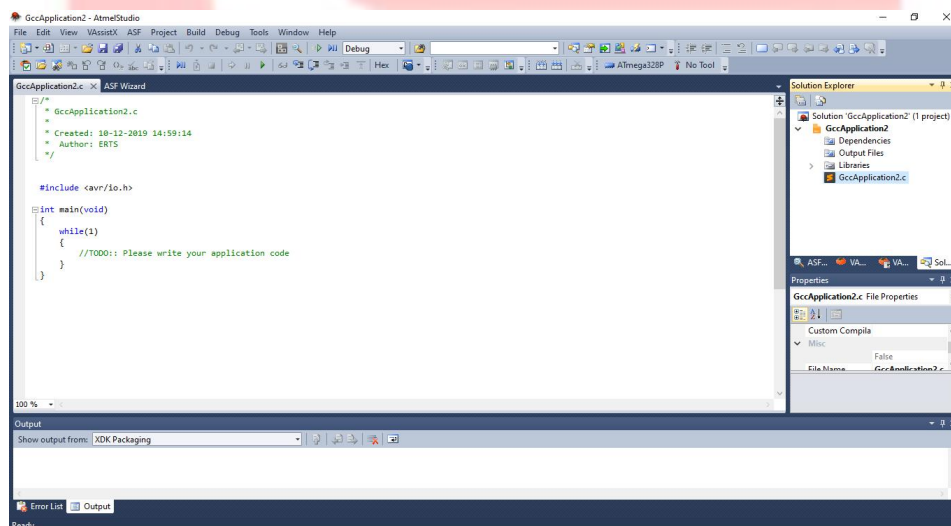 GccApplication2 - AtmelStudio
File Edit View VAssistX ASF Project Build Debug Tools Window Help
Debug
Hex ATmega328P No Tool
GccApplication2.c ASF Wizard
/*
* GccApplication2.c
*
* Created: 10-12-2019 14:59:14
* Author: ERTS
*/
#include <avr/io.h>
int main(void)
{
while(1)
{
//TODO:: Please write your application code
}
}
100 %
Solution Explorer
Solution 'GccApplication2' (1 project)
GccApplication2
Dependencies
Output Files
Libraries
GccApplication2.c
ASF... VA... VA... Sol...
Properties
GccApplication2.c File Properties
Custom Compila
Misc
False
File Name GccApplication2.c
Output
Show output from: XDK Packaging
Error List Output
Ready